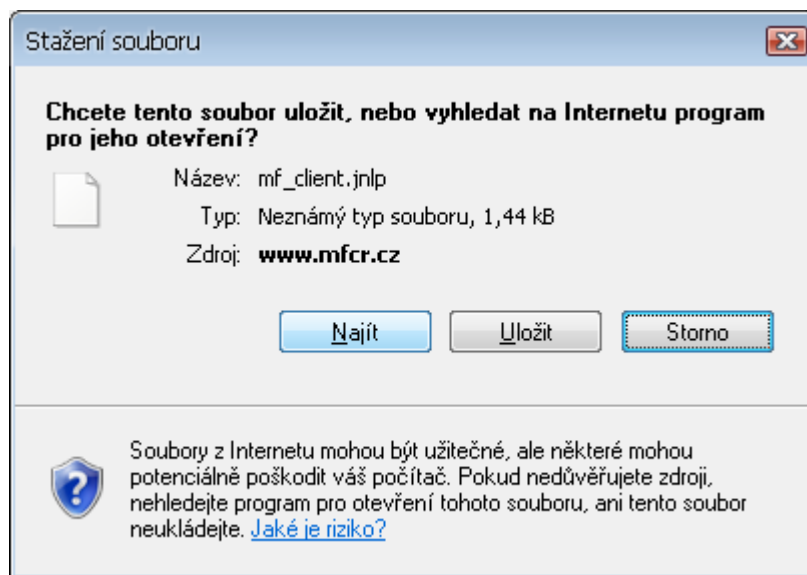 Stažení souboru
Chcete tento soubor uložit, nebo vyhledat na Internetu program
pro jeho otevření?
Název: mf_client.jnlp
Typ: Neznámý typ souboru, 1,44 kB
Zdroj: www.mfcr.cz
Najít Uložit Storno
Soubory z Internetu mohou být užitečné, ale některé mohou
potenciálně poškodit váš počítač. Pokud nedůvěřujete zdroji,
nehledejte program pro otevření tohoto souboru, ani tento soubor
neukládejte. Jaké je riziko?